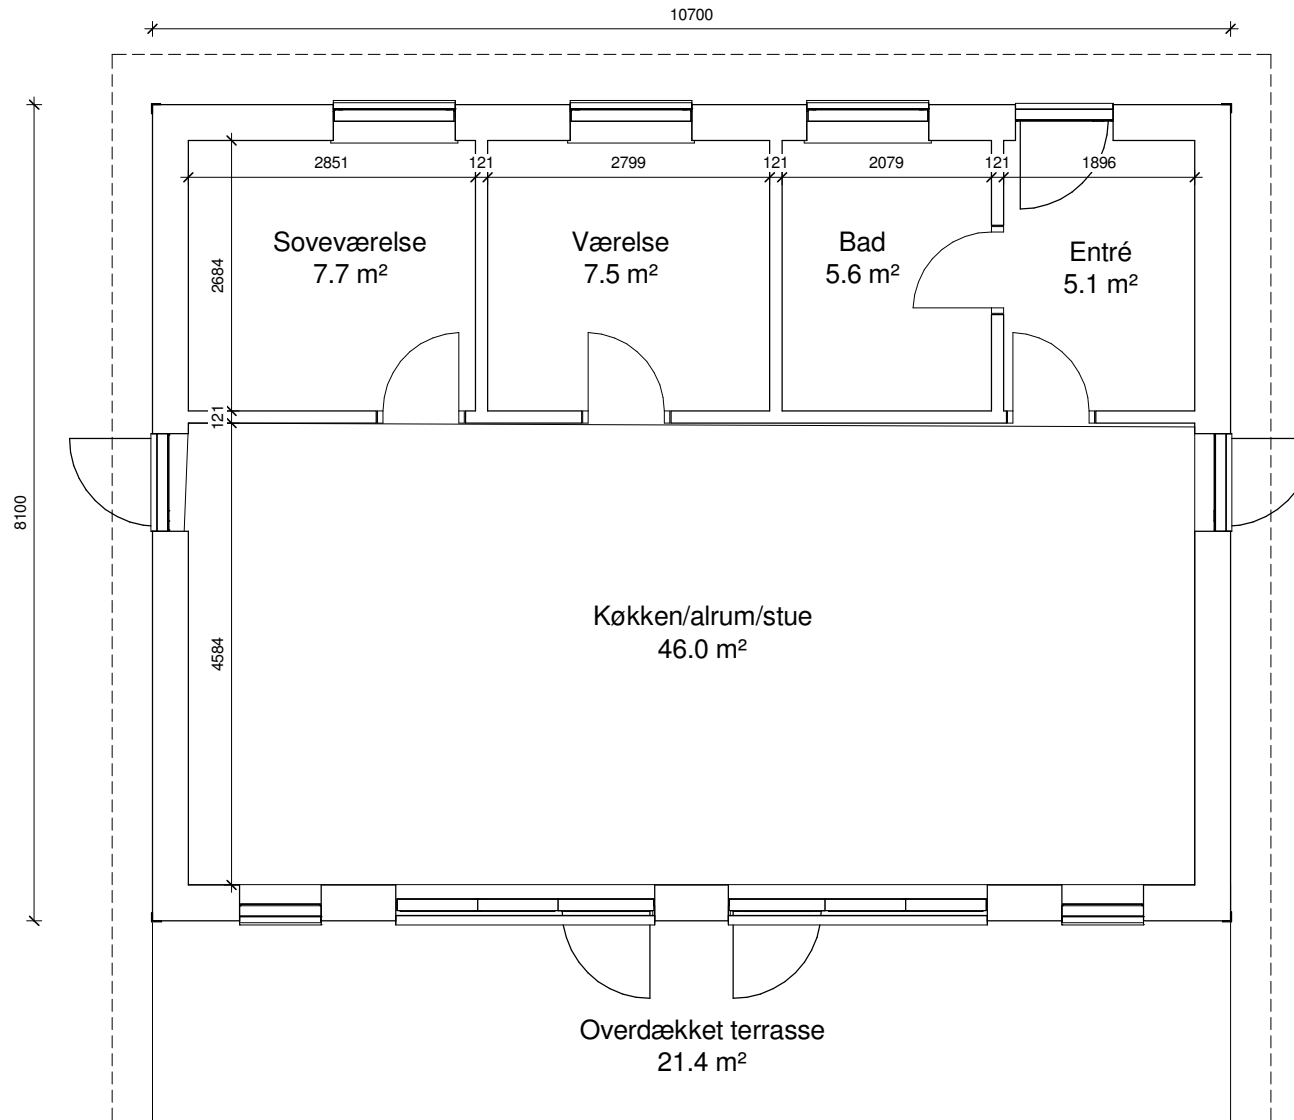 10700
2851
121
2799
121
2079
121
1896
Soveværelse
7.7 m²
Værelse
7.5 m²
Bad
5.6 m²
Entré
5.1 m²
2684
121
8100
4584
Køkken/alrum/stue
46.0 m²
Overdækket terrasse
21.4 m²